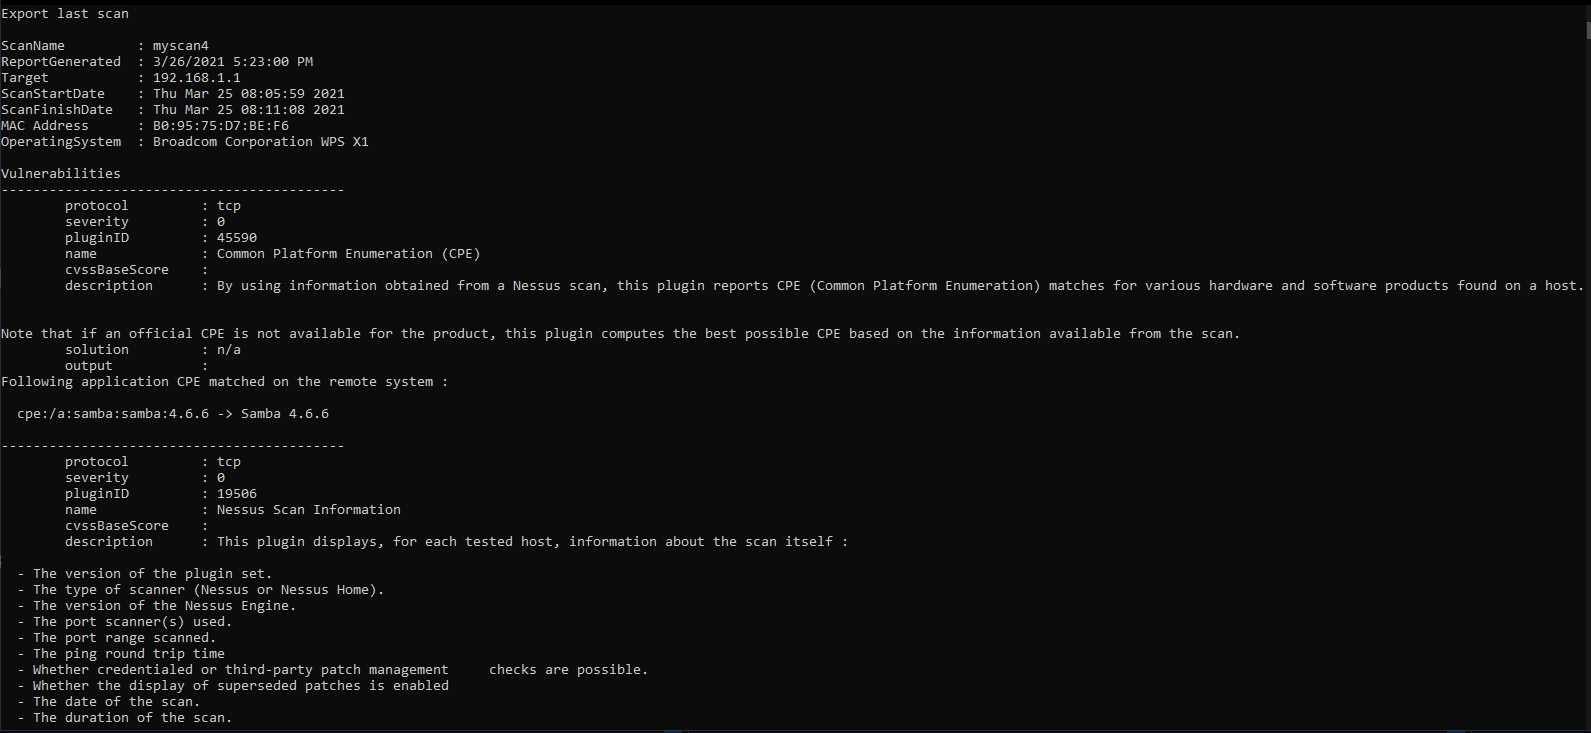 Export last scan
ScanName : myscan4
ReportGenerated : 3/26/2021 5:23:00 PM
Target : 192.168.1.1
ScanStartDate : Thu Mar 25 08:05:59 2021
ScanFinishDate : Thu Mar 25 08:11:08 2021
MAC Address : B0:95:75:D7:BE:F6
OperatingSystem : Broadcom Corporation WPS X1
Vulnerabilities
-------------------------------------------
protocol : tcp
severity : 0
pluginID : 45590
name : Common Platform Enumeration (CPE)
cvssBaseScore :
description : By using information obtained from a Nessus scan, this plugin reports CPE (Common Platform Enumeration) matches for various hardware and software products found on a host.
Note that if an official CPE is not available for the product, this plugin computes the best possible CPE based on the information available from the scan.
solution : n/a
output :
Following application CPE matched on the remote system :
cpe:/a:samba:samba:4.6.6 -> Samba 4.6.6
-------------------------------------------
protocol : tcp
severity : 0
pluginID : 19506
name : Nessus Scan Information
cvssBaseScore :
description : This plugin displays, for each tested host, information about the scan itself :
- The version of the plugin set.
- The type of scanner (Nessus or Nessus Home).
- The version of the Nessus Engine.
- The port scanner(s) used.
- The port range scanned.
- The ping round trip time
- Whether credentialed or third-party patch management     checks are possible.
- Whether the display of superseded patches is enabled
- The date of the scan.
- The duration of the scan.